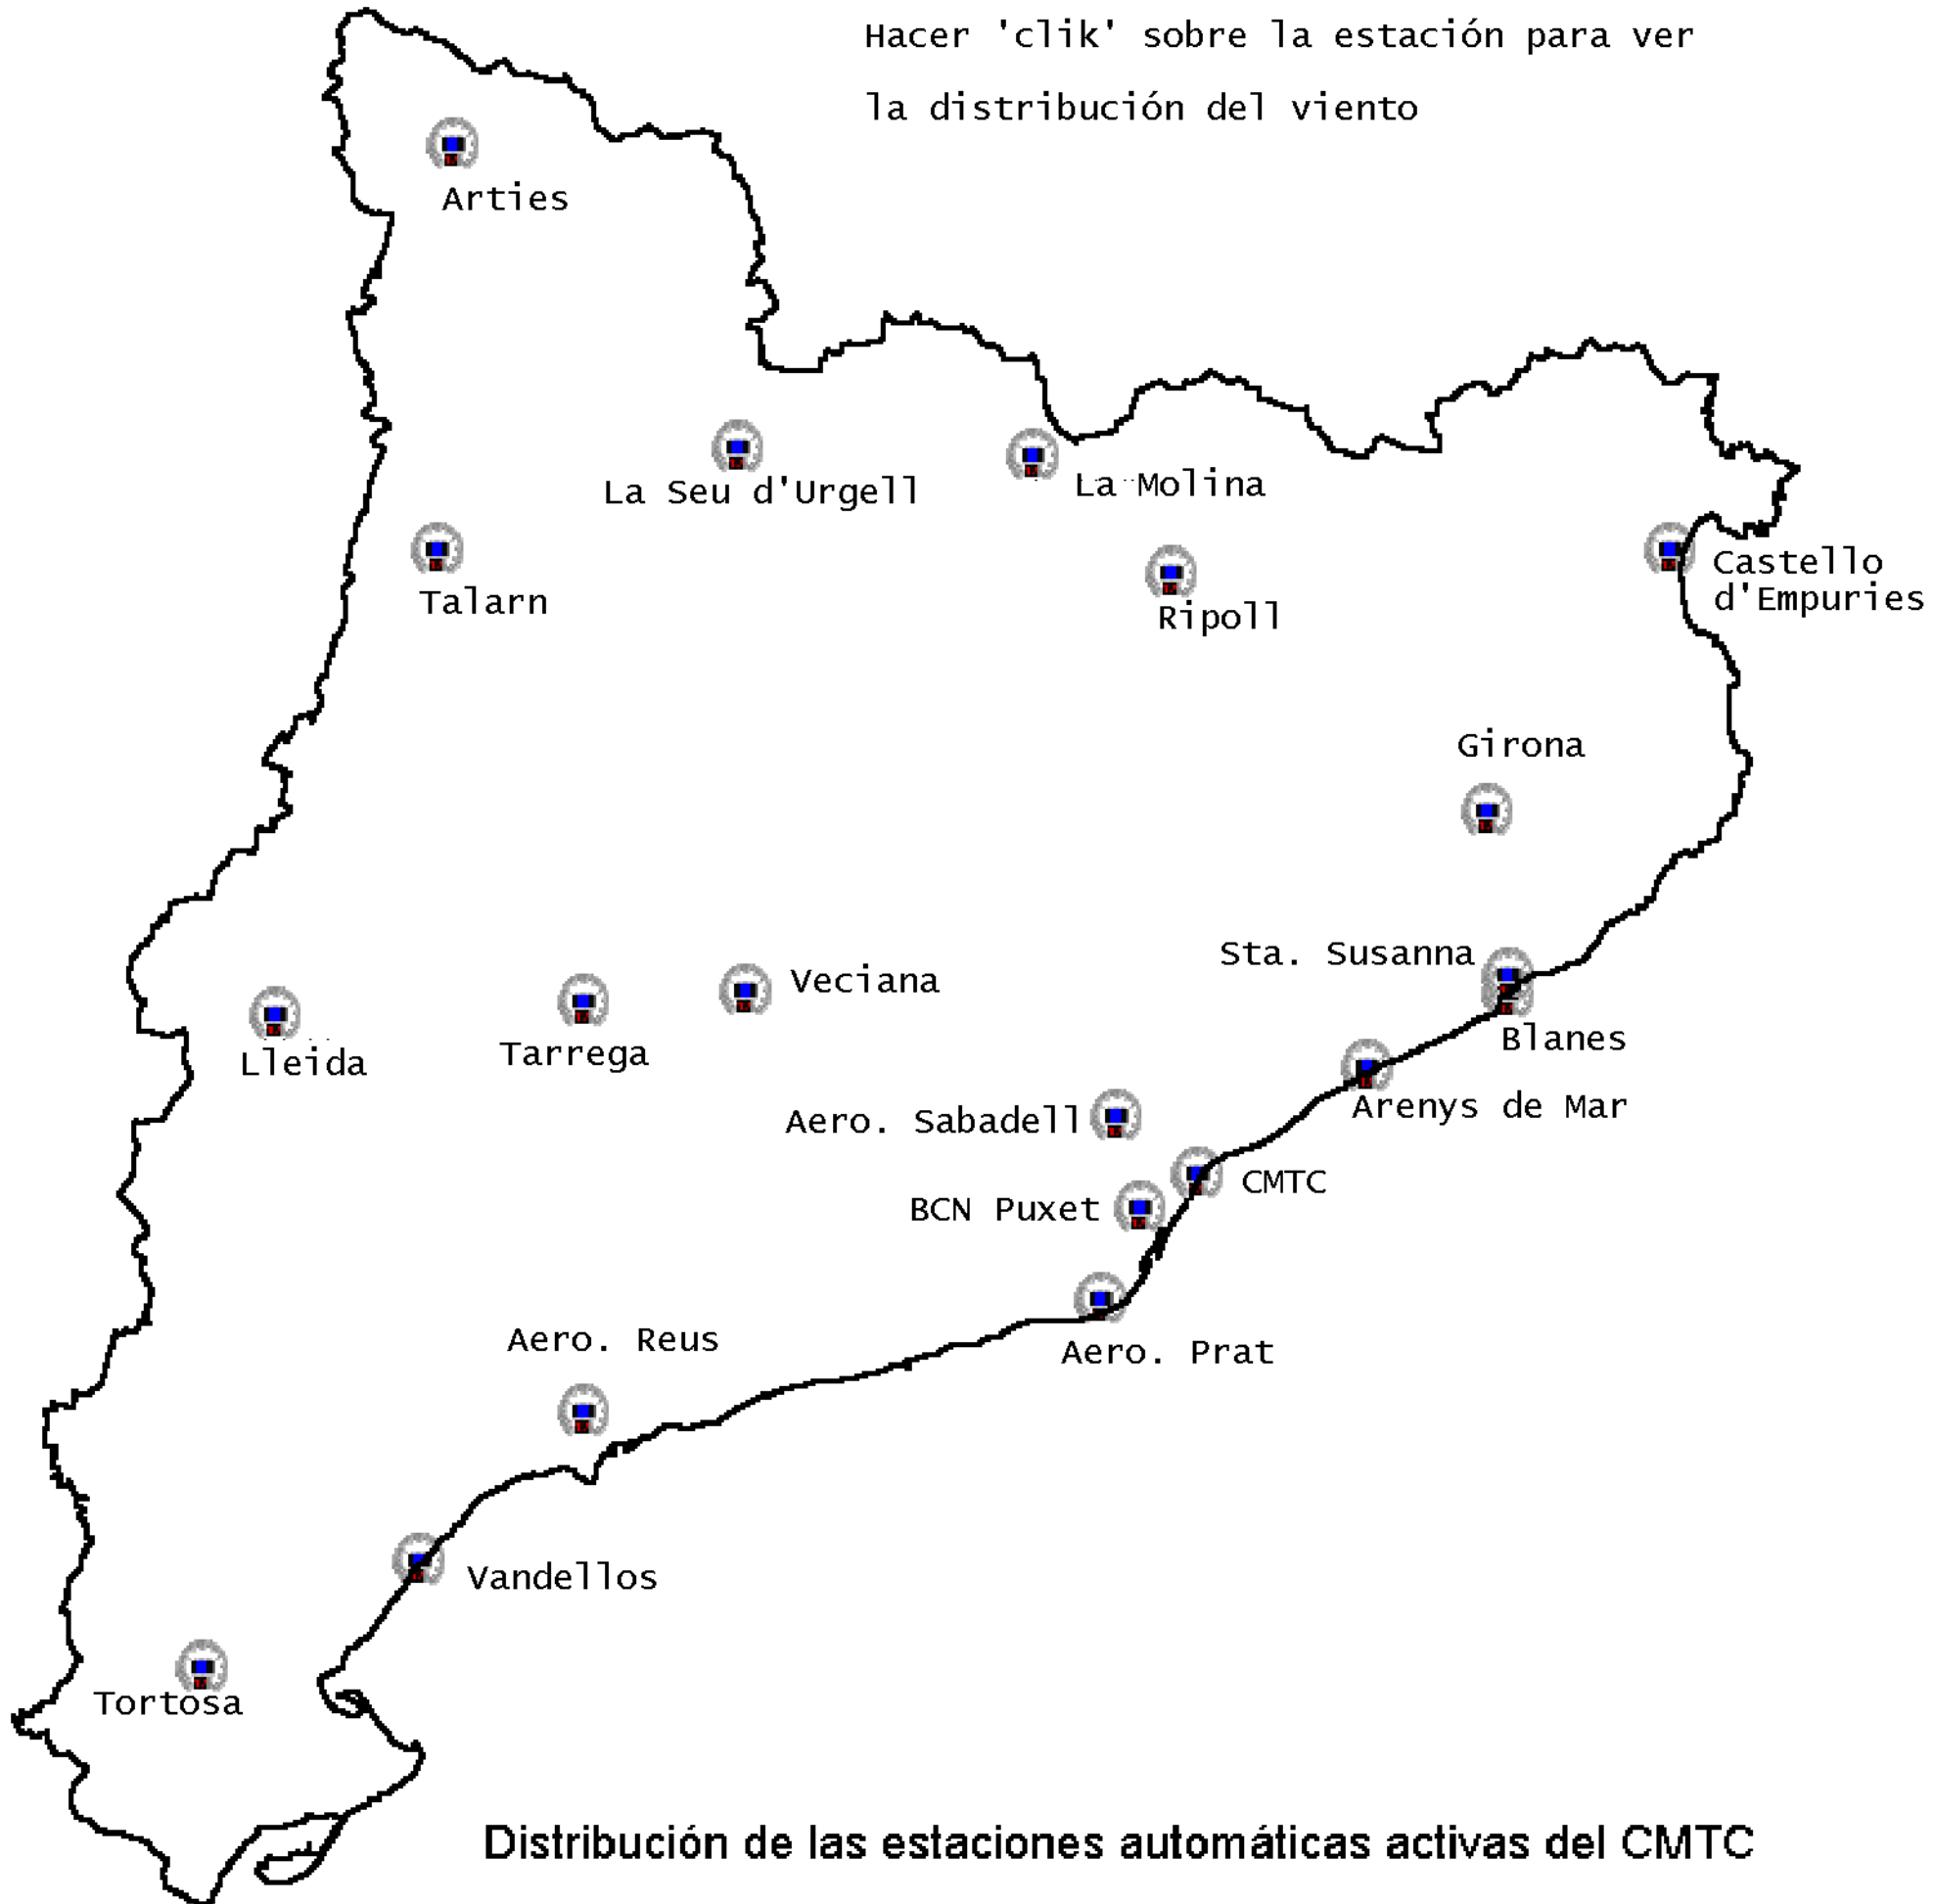 Hacer 'clik' sobre la estación para ver
la distribución del viento
Arties
La Seu d'Urgell
La Molina
Talarn
Ripoll
Castello
d'Empuries
Girona
Sta. Susanna
Veciana
Lleida
Tarrega
Blanes
Arenys de Mar
Aero. Sabadell
CMTC
BCN Puxet
Aero. Reus
Aero. Prat
Vandellos
Tortosa
Distribución de las estaciones automáticas activas del CMTC